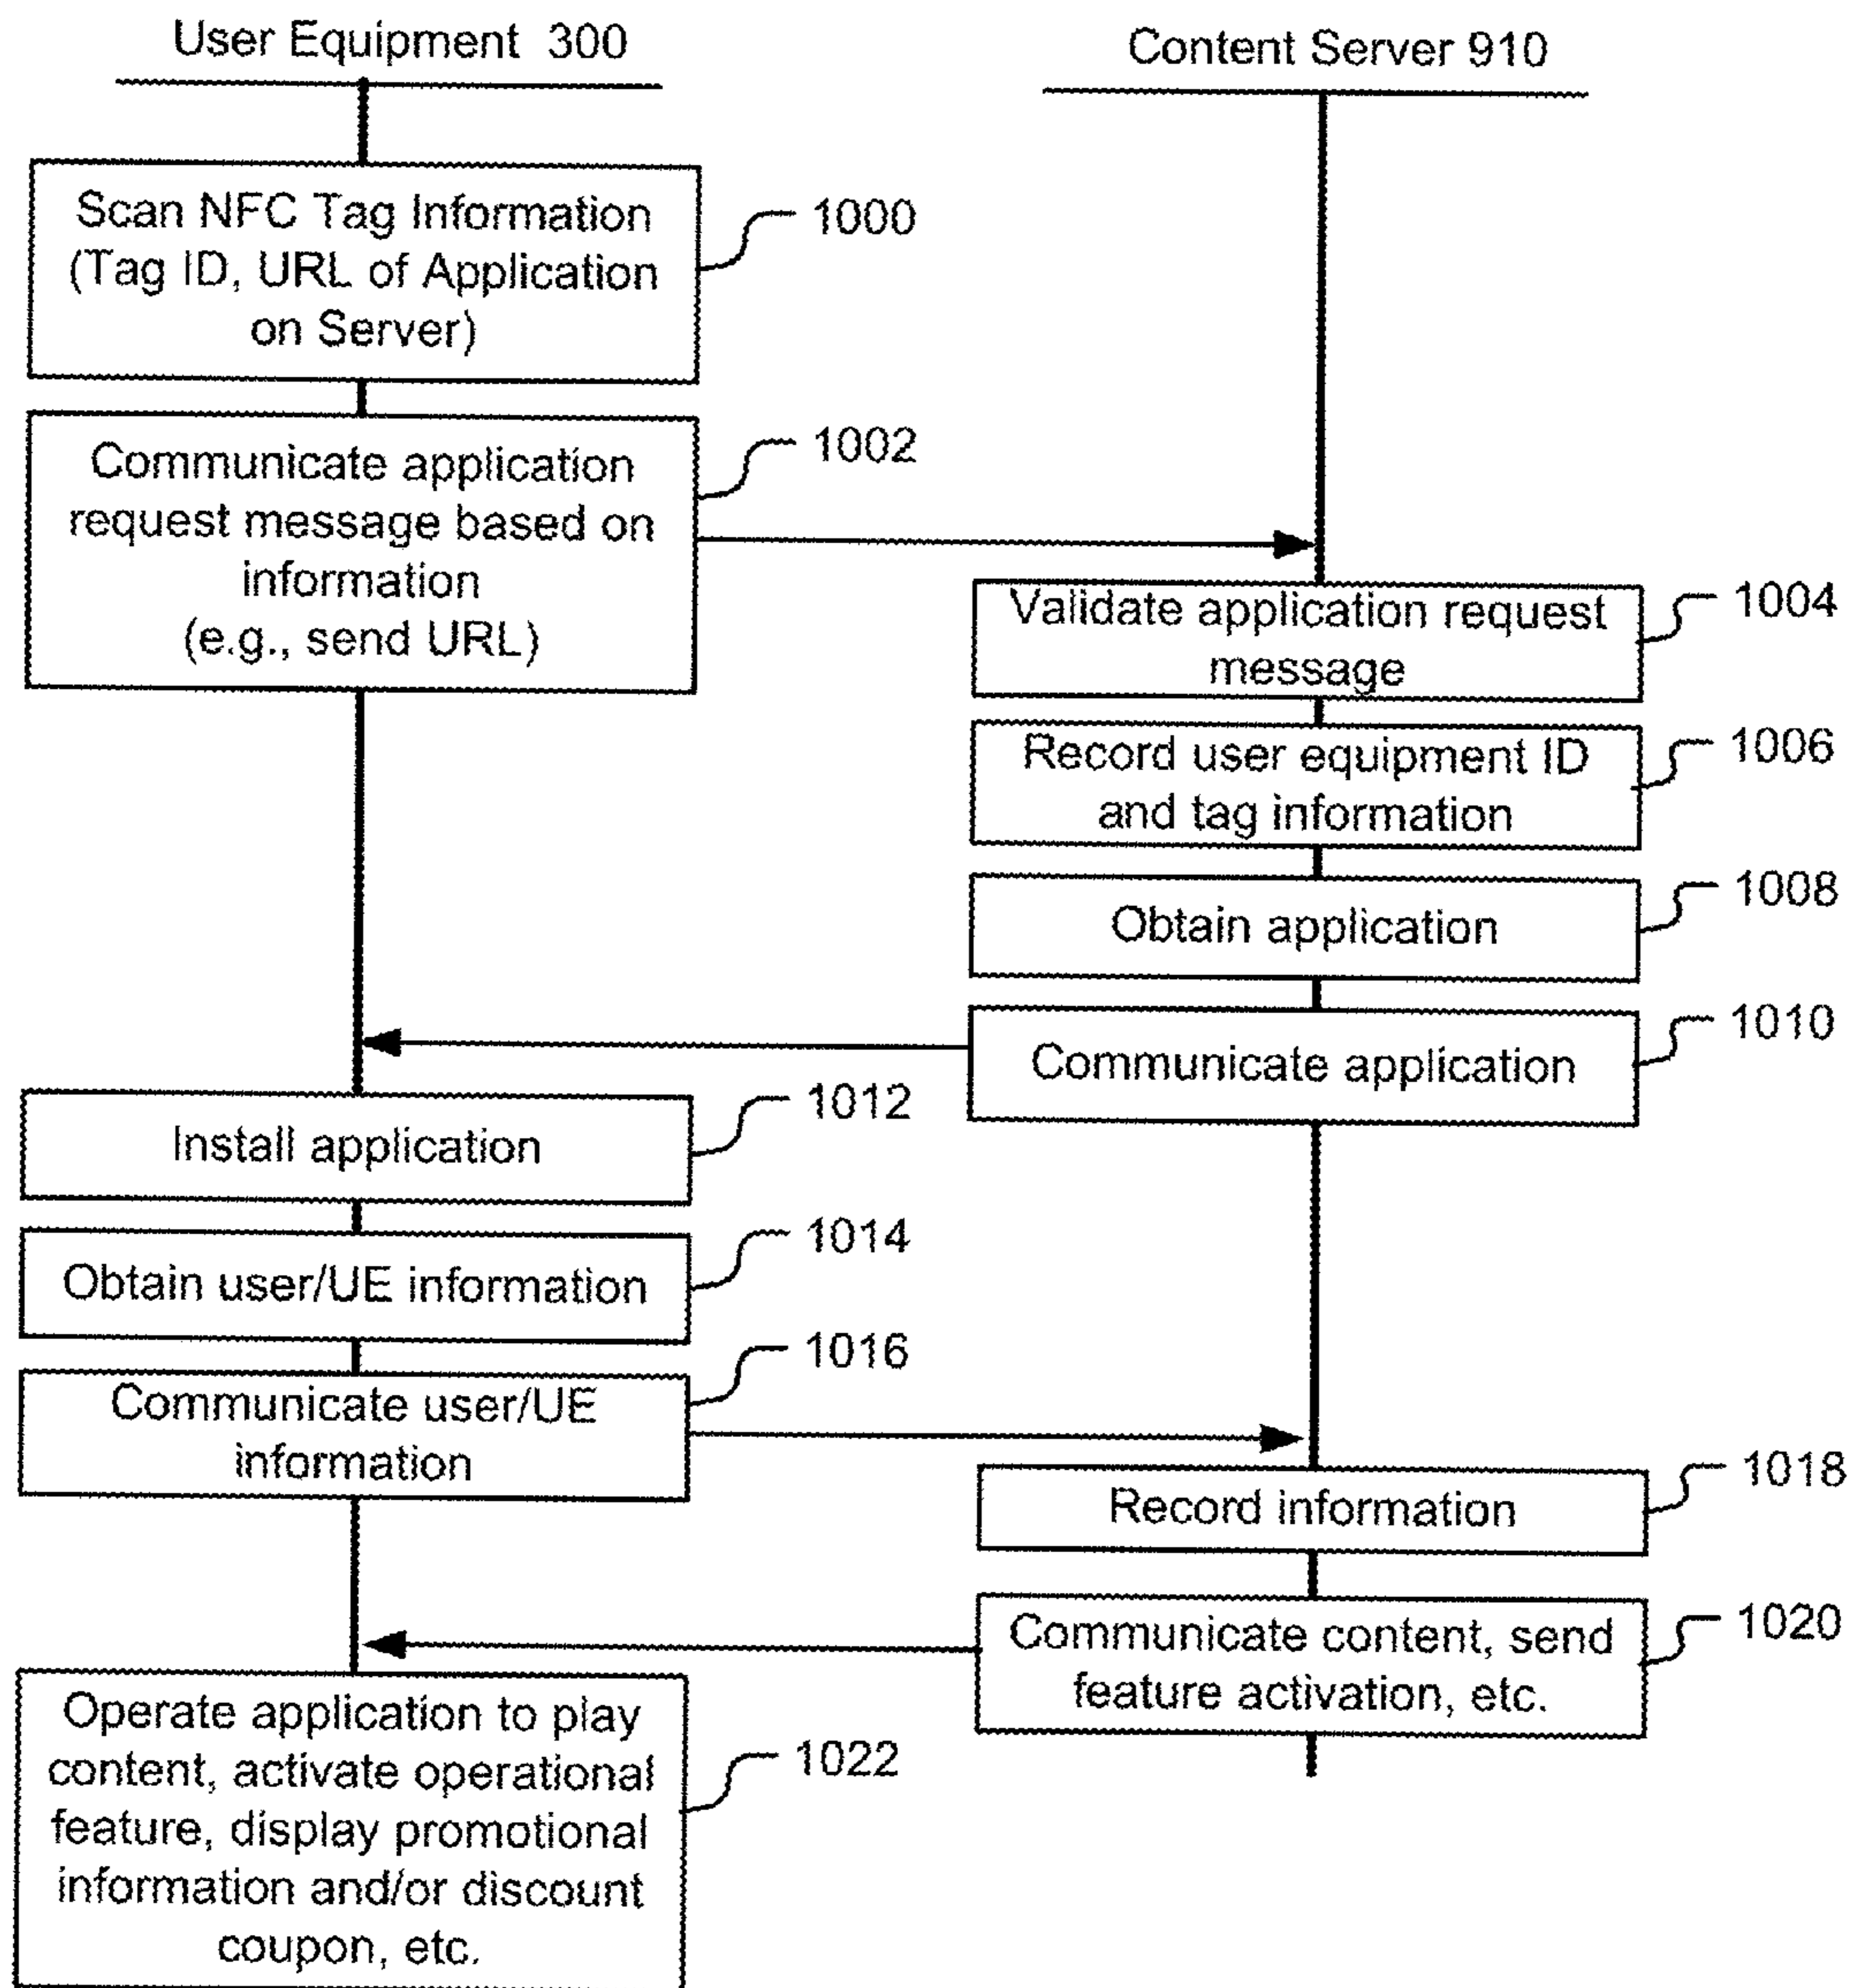 User Equipment 300
Content Server 910
Scan NFC Tag Information
(Tag ID, URL of Application
on Server)
1000
Communicate application
request message based on
information
(e.g., send URL)
1002
Validate application request
message
1004
Record user equipment ID
and tag information
1006
Obtain application
1008
Communicate application
1010
Install application
1012
Obtain user/UE information
1014
Communicate user/UE
information
1016
Record information
1018
Communicate content, send
feature activation, etc.
1020
Operate application to play
content, activate operational
feature, display promotional
information and/or discount
coupon, etc.
1022